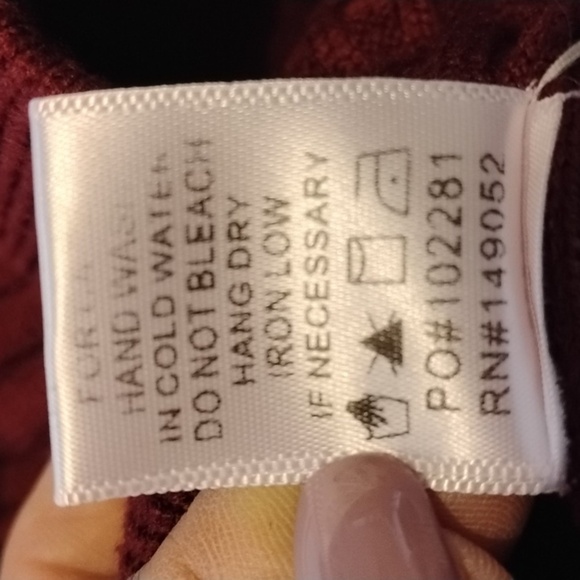 HAND WASH
IN COLD WATER
DO NOT BLEACH
HANG DRY
IRON LOW
IF NECESSARY
PO#102281
RN#149052